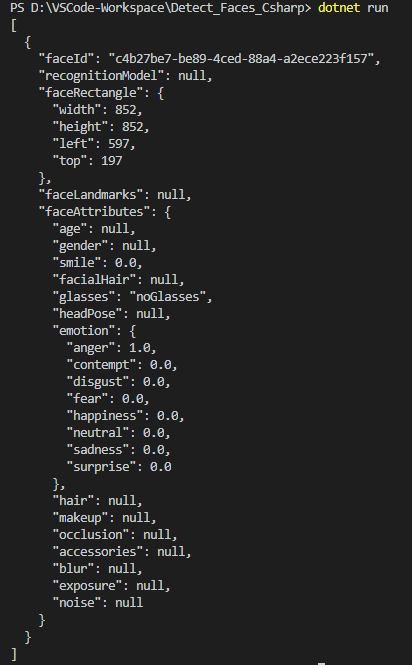 PS D:\VSCode-Workspace\Detect_Faces_Csharp> dotnet run
[
  {
    "faceId": "c4b27be7-be89-4ced-88a4-a2ece223f157",
    "recognitionModel": null,
    "faceRectangle": {
      "width": 852,
      "height": 852,
      "left": 597,
      "top": 197
    },
    "faceLandmarks": null,
    "faceAttributes": {
      "age": null,
      "gender": null,
      "smile": 0.0,
      "facialHair": null,
      "glasses": "noGlasses",
      "headPose": null,
      "emotion": {
        "anger": 1.0,
        "contempt": 0.0,
        "disgust": 0.0,
        "fear": 0.0,
        "happiness": 0.0,
        "neutral": 0.0,
        "sadness": 0.0,
        "surprise": 0.0
      },
      "hair": null,
      "makeup": null,
      "occlusion": null,
      "accessories": null,
      "blur": null,
      "exposure": null,
      "noise": null
    }
  }
]